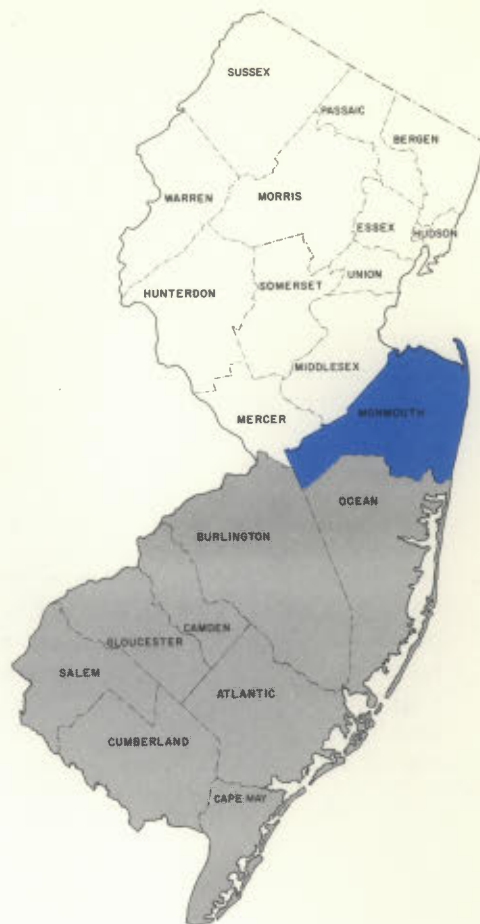 SUSSEX
PASSAIC
BERGEN
WARREN
MORRIS
ESSEX
HUDSON
UNION
HUNTERDON
SOMERSET
MIDDLESEX
MERCER
MONMOUTH
OCEAN
BURLINGTON
CAMDEN
GLOUCESTER
SALEM
ATLANTIC
CUMBERLAND
CAPE MAY